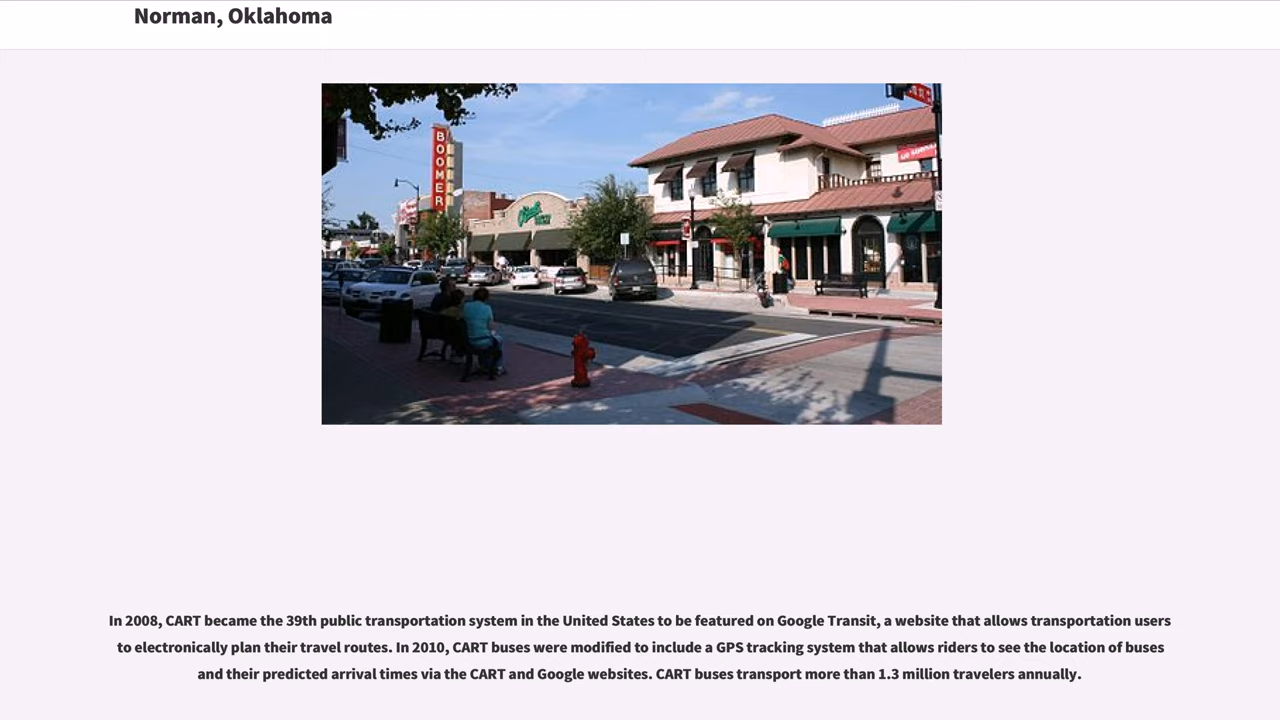 Norman, Oklahoma
BOOMER
In 2008, CART became the 39th public transportation system in the United States to be featured on Google Transit, a website that allows transportation users
to electronically plan their travel routes. In 2010, CART buses were modified to include a GPS tracking system that allows riders to see the location of buses
and their predicted arrival times via the CART and Google websites. CART buses transport more than 1.3 million travelers annually.